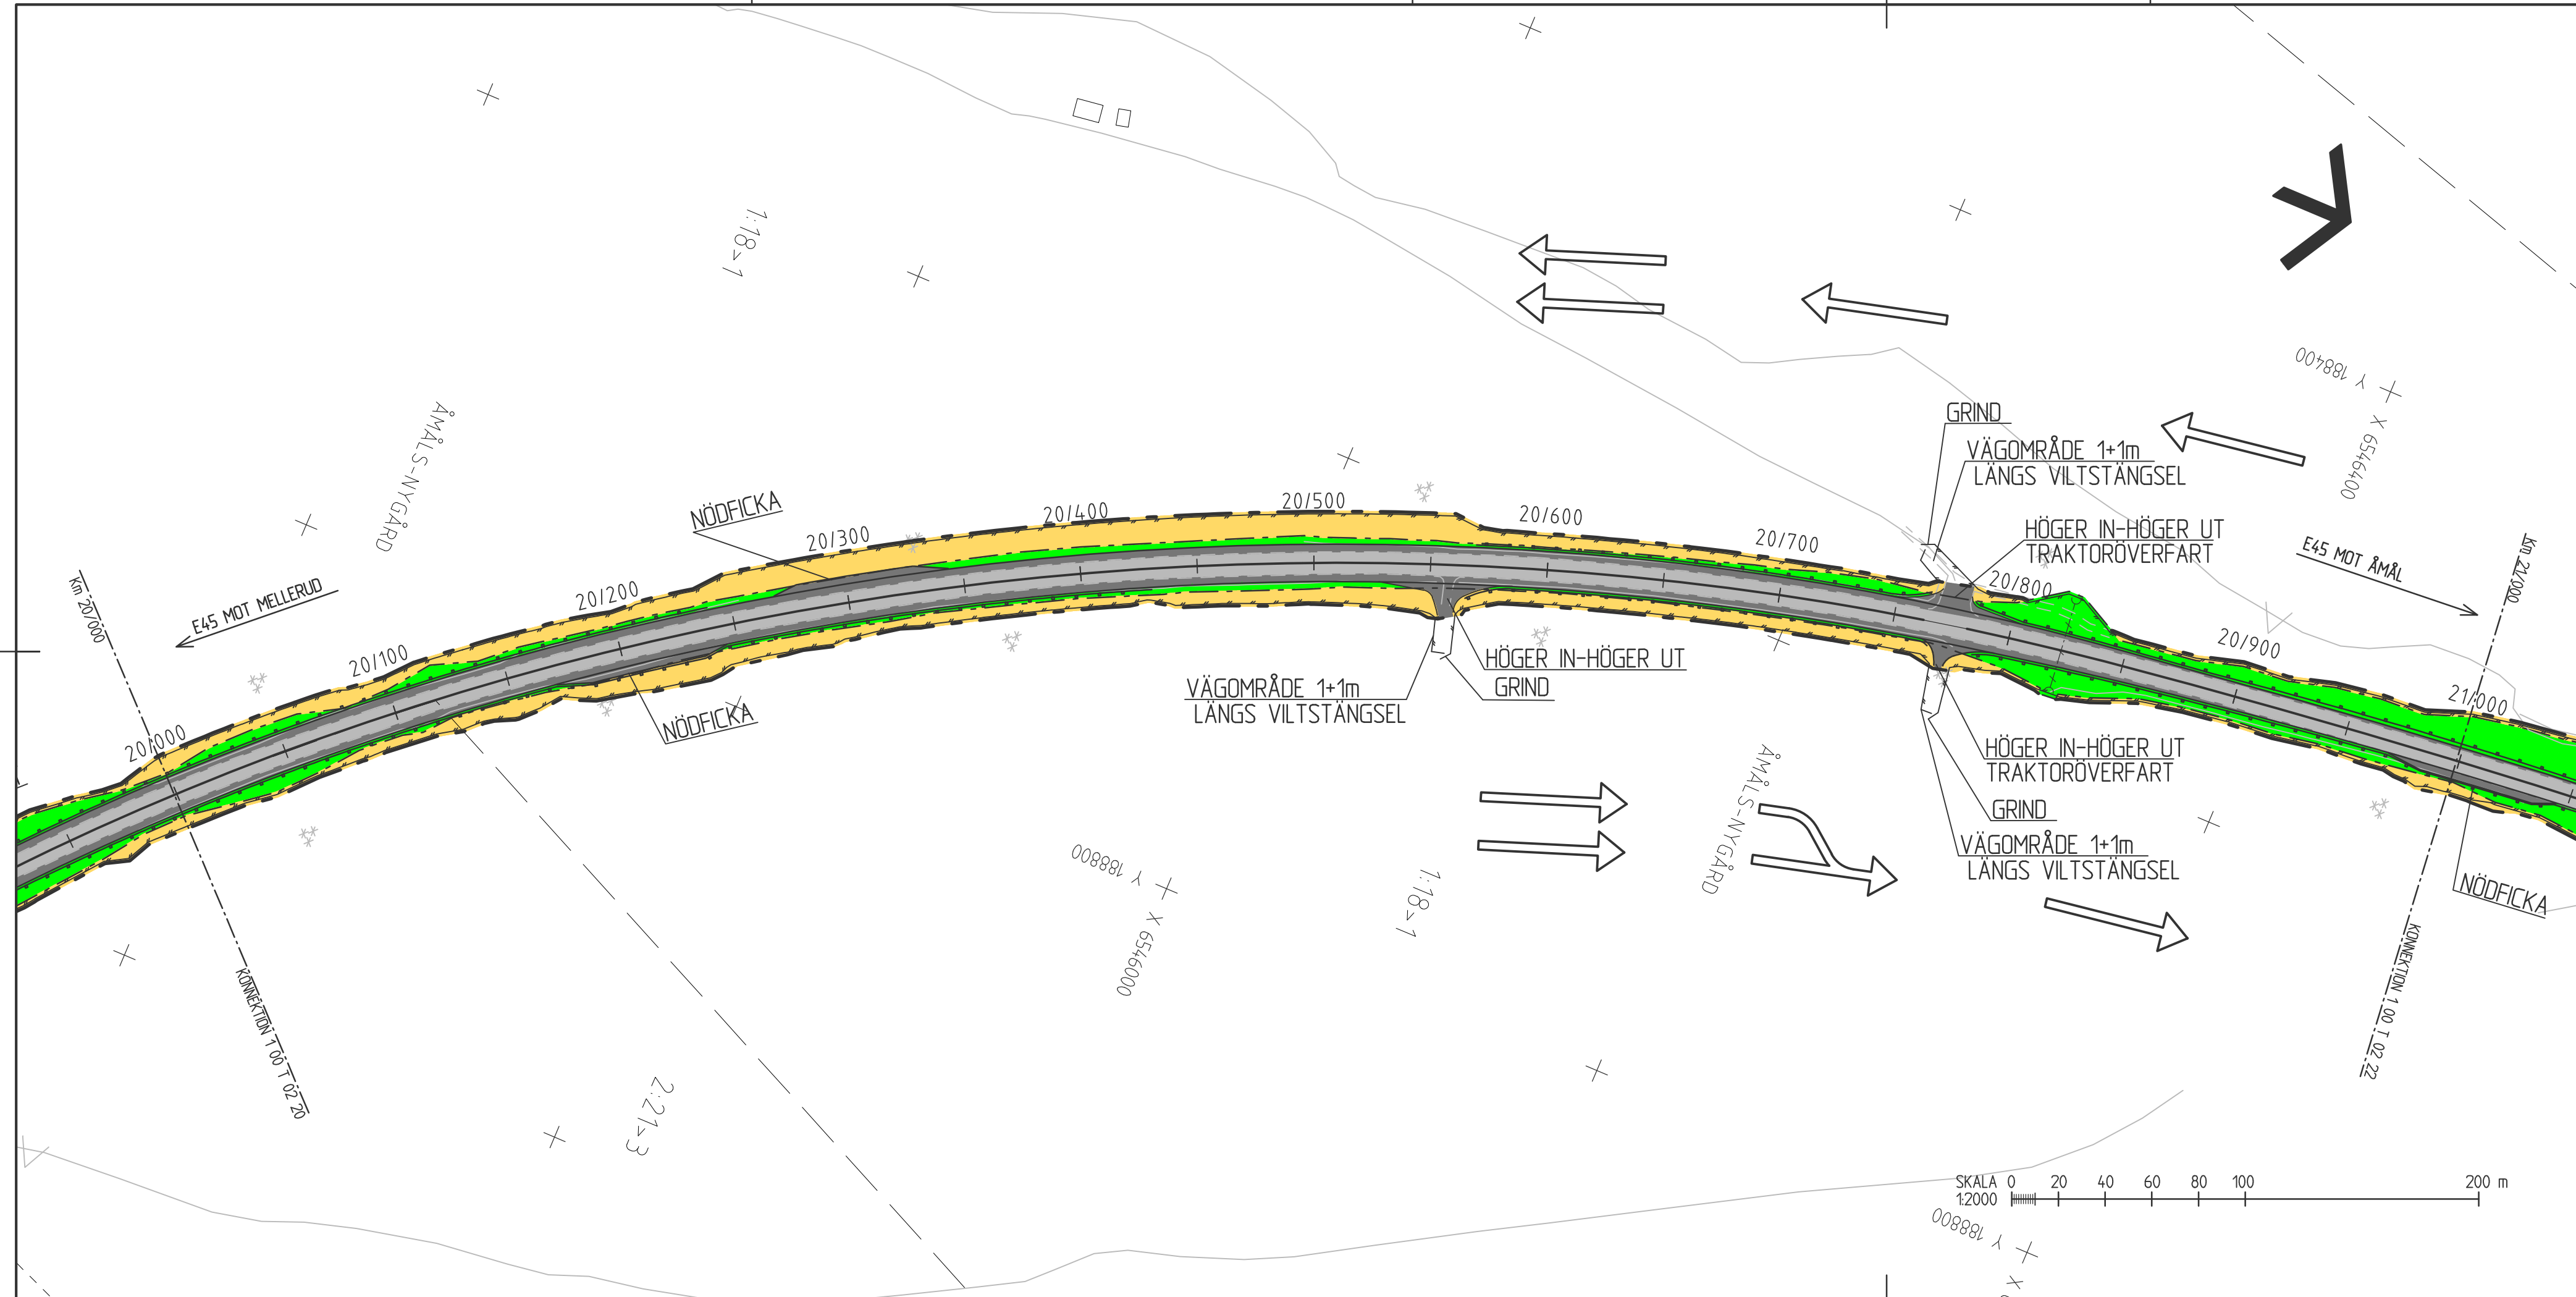 1:18>1
Y 188400
X 6546400
ÅMÅLS-NYGÅRD
GRIND
VÄGOMRÅDE 1+1m
LÄNGS VILTSTÄNGSEL
NÖDFICKA
20/300
20/400
20/500
20/600
20/700
HÖGER IN-HÖGER UT
TRAKTORÖVERFART
20/800
E45 MOT ÅMÅL
Km 21/000
Km 20/000
E45 MOT MELLERUD
20/200
20/100
20/000
20/900
21/000
HÖGER IN-HÖGER UT
GRIND
VÄGOMRÅDE 1+1m
LÄNGS VILTSTÄNGSEL
NÖDFICKA
HÖGER IN-HÖGER UT
TRAKTORÖVERFART
GRIND
VÄGOMRÅDE 1+1m
LÄNGS VILTSTÄNGSEL
ÅMÅLS-NYGÅRD
NÖDFICKA
Y 188800
X 6546000
1:18>1
KONNEKTION 1 00 T 02 20
KONNEKTION 1 00 T 02 22
2:21>3
SKALA 0 20 40 60 80 100 200 m
1:2000
Y 188800
X